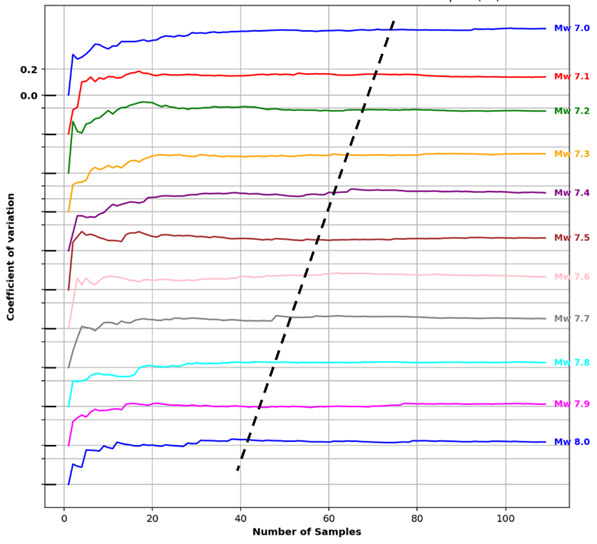 Mw 7.0
0.2
Mw 7.1
0.0
Mw 7.2
Mw 7.3
Mw 7.4
Mw 7.5
Mw 7.6
Mw 7.7
Mw 7.8
Mw 7.9
Mw 8.0
Coefficient of variation
0 20 40 60 80 100
Number of Samples